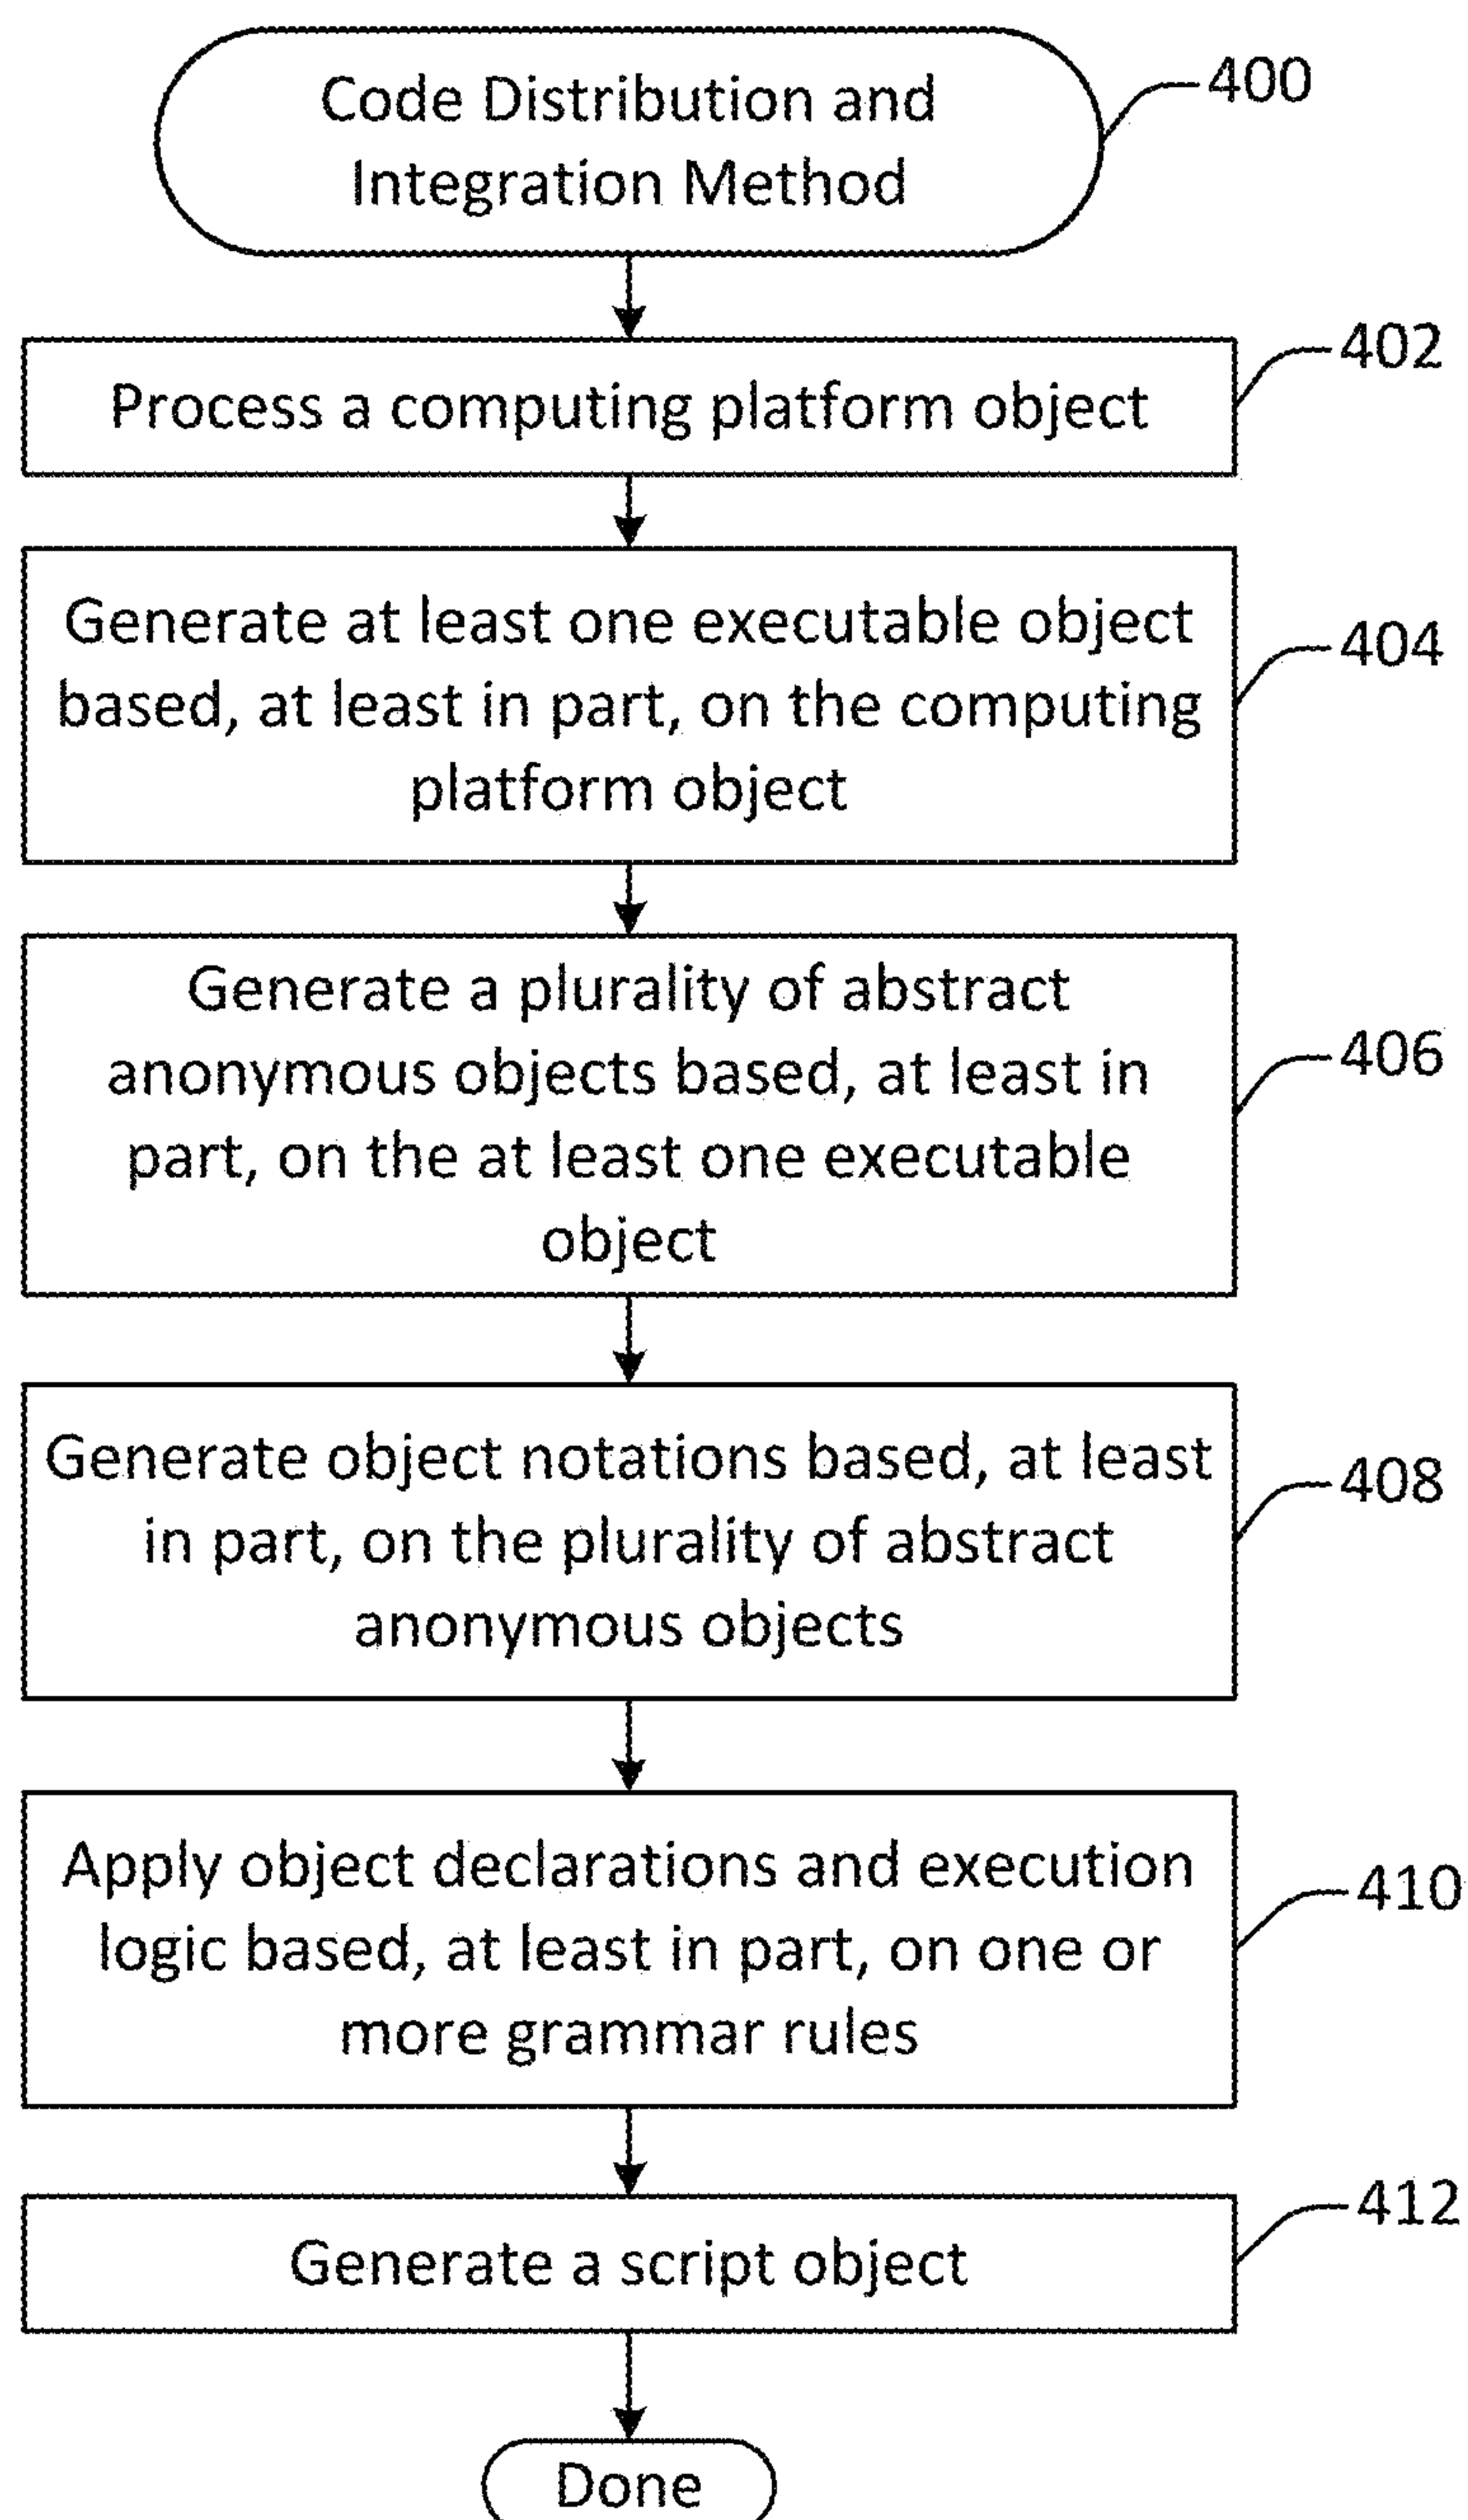 Code Distribution and
Integration Method
400
Process a computing platform object
402
Generate at least one executable object
based, at least in part, on the computing
platform object
404
Generate a plurality of abstract
anonymous objects based, at least in
part, on the at least one executable
object
406
Generate object notations based, at least
in part, on the plurality of abstract
anonymous objects
408
Apply object declarations and execution
logic based, at least in part, on one or
more grammar rules
410
Generate a script object
412
Done